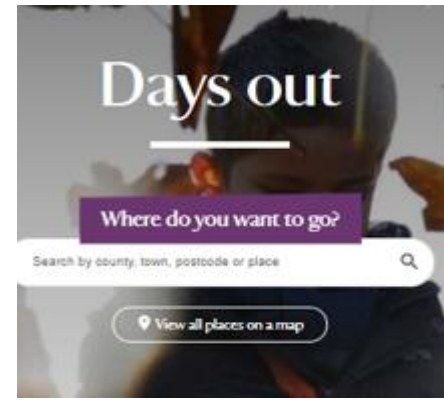 Days out
Where do you want to go?
Search by county, town, postcode or place
View all places on a map